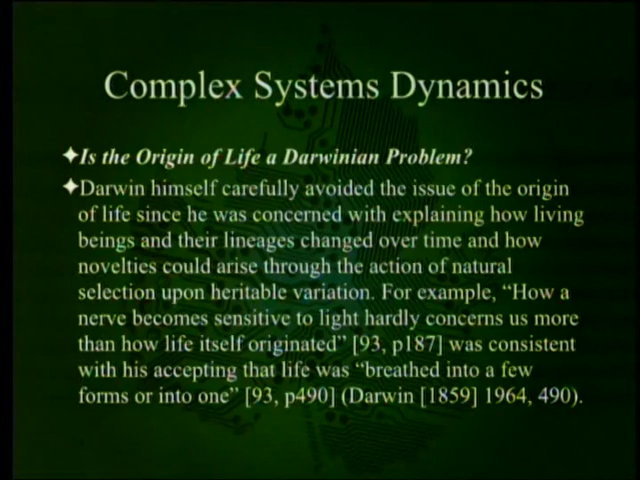 Complex Systems Dynamics
✦Is the Origin of Life a Darwinian Problem?
✦Darwin himself carefully avoided the issue of the origin
of life since he was concerned with explaining how living
beings and their lineages changed over time and how
novelties could arise through the action of natural
selection upon heritable variation. For example, “How a
nerve becomes sensitive to light hardly concerns us more
than how life itself originated” [93, p187] was consistent
with his accepting that life was “breathed into a few
forms or into one” [93, p490] (Darwin [1859] 1964, 490).